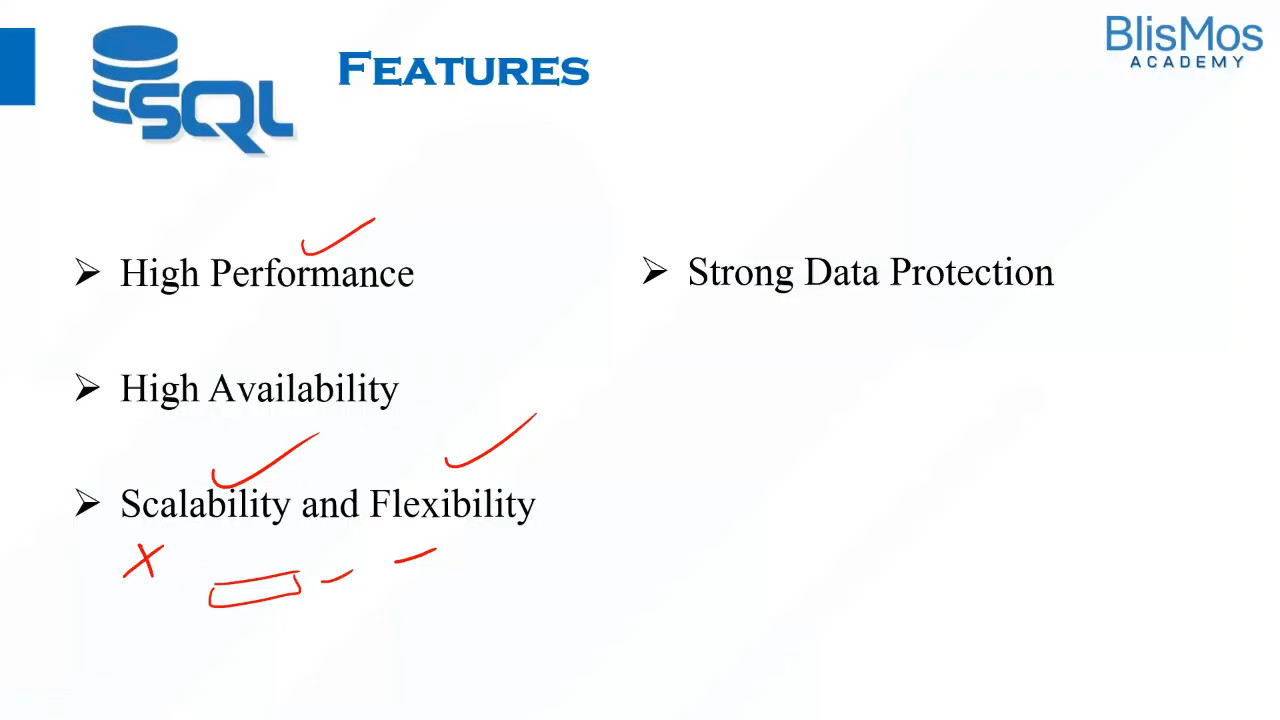 SQL
FEATURES
BlisMos
ACADEMY
➢ High Performance
➢ High Availability
➢ Scalability and Flexibility
➢ Strong Data Protection
X